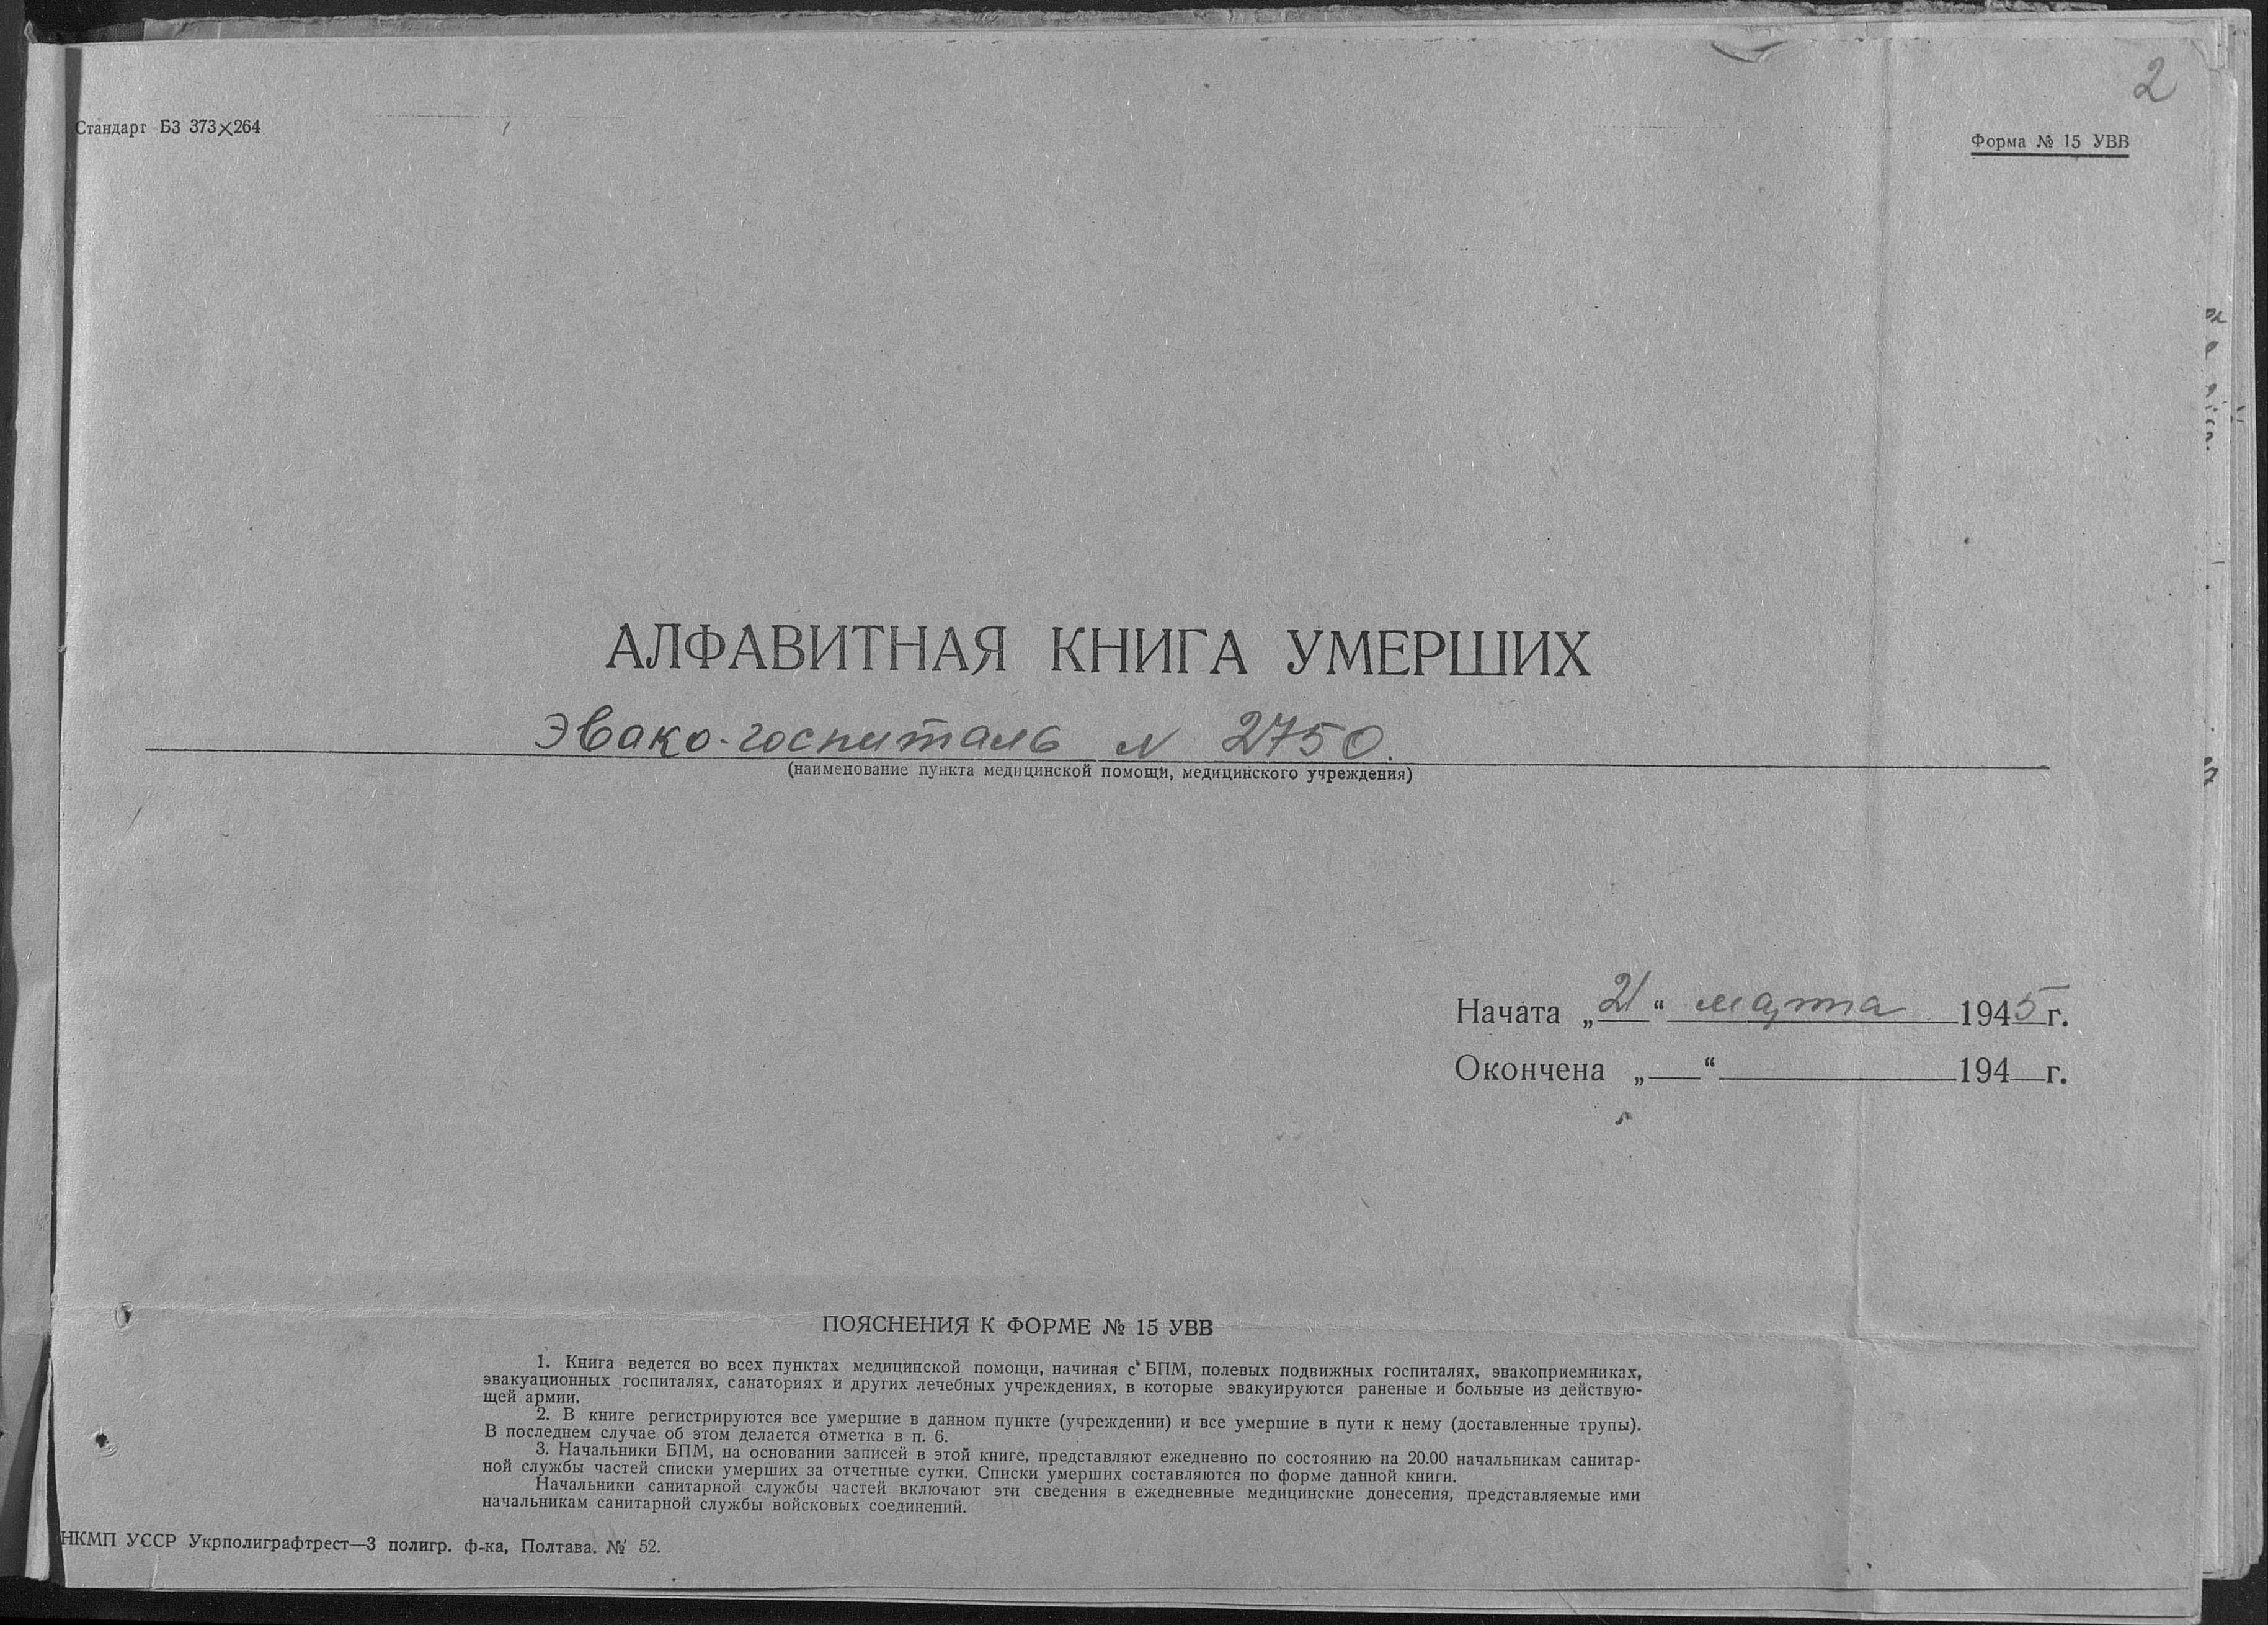 2
Стандарт БЗ 373×264
Форма № 15 УВВ
АЛФАВИТНАЯ КНИГА УМЕРШИХ
Эвако-госпиталь N 2750.
(наименование пункта медицинской помощи, медицинского учреждения)
Начата „21“ марта 1945 г.
Окончена „__“ 194 г.
ПОЯСНЕНИЯ К ФОРМЕ № 15 УВВ
1. Книга ведется во всех пунктах медицинской помощи, начиная с БПМ, полевых подвижных госпиталях, эвакоприемниках,
эвакуационных госпиталях, санаториях и других лечебных учреждениях, в которые эвакуируются раненые и больные из действую-
щей армии.
2. В книге регистрируются все умершие в данном пункте (учреждении) и все умершие в пути к нему (доставленные трупы).
В последнем случае об этом делается отметка в п. 6.
3. Начальники БПМ, на основании записей в этой книге, представляют ежедневно по состоянию на 20.00 начальникам санитар-
ной службы частей списки умерших за отчетные сутки. Списки умерших составляются по форме данной книги.
Начальники санитарной службы частей включают эти сведения в ежедневные медицинские донесения, представляемые ими
начальникам санитарной службы войсковых соединений.
НКМП УССР Укрполиграфтрест—3 полигр. ф-ка, Полтава. № 52.